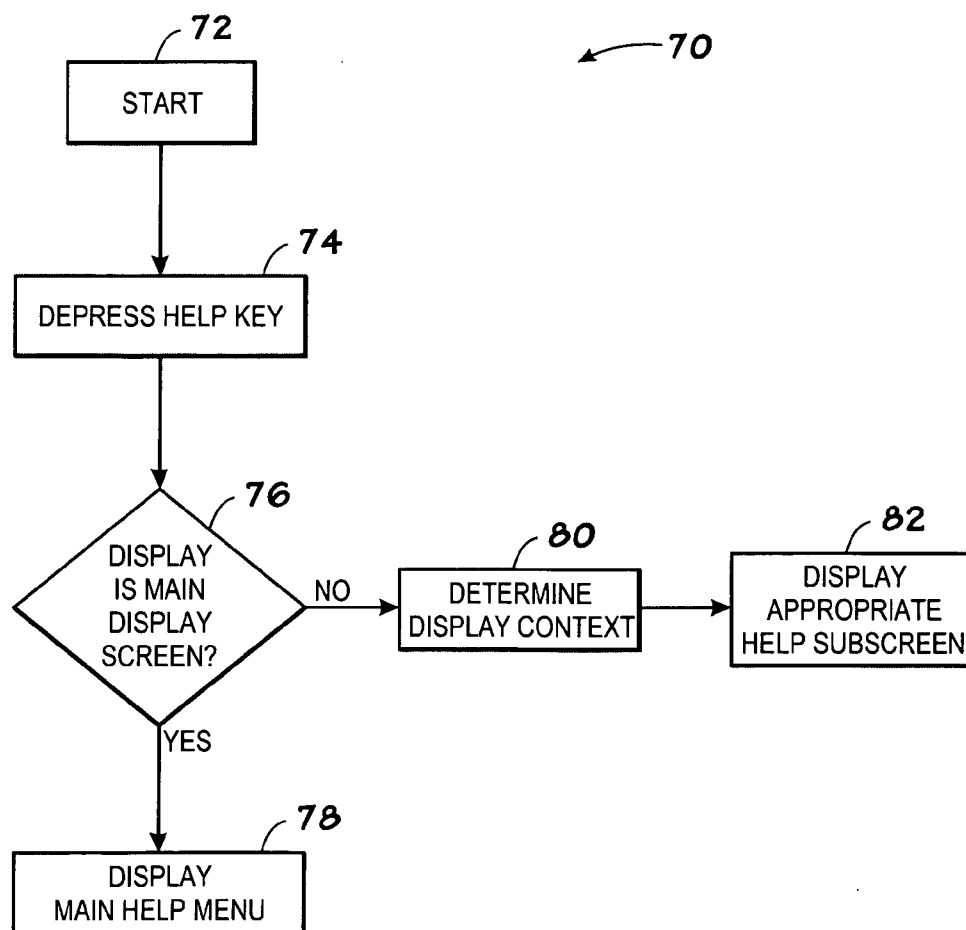 72
70
START
74
DEPRESS HELP KEY
76
DISPLAY
IS MAIN
DISPLAY
SCREEN?
NO
80
DETERMINE
DISPLAY CONTEXT
82
DISPLAY
APPROPRIATE
HELP SUBSCREEN
YES
78
DISPLAY
MAIN HELP MENU